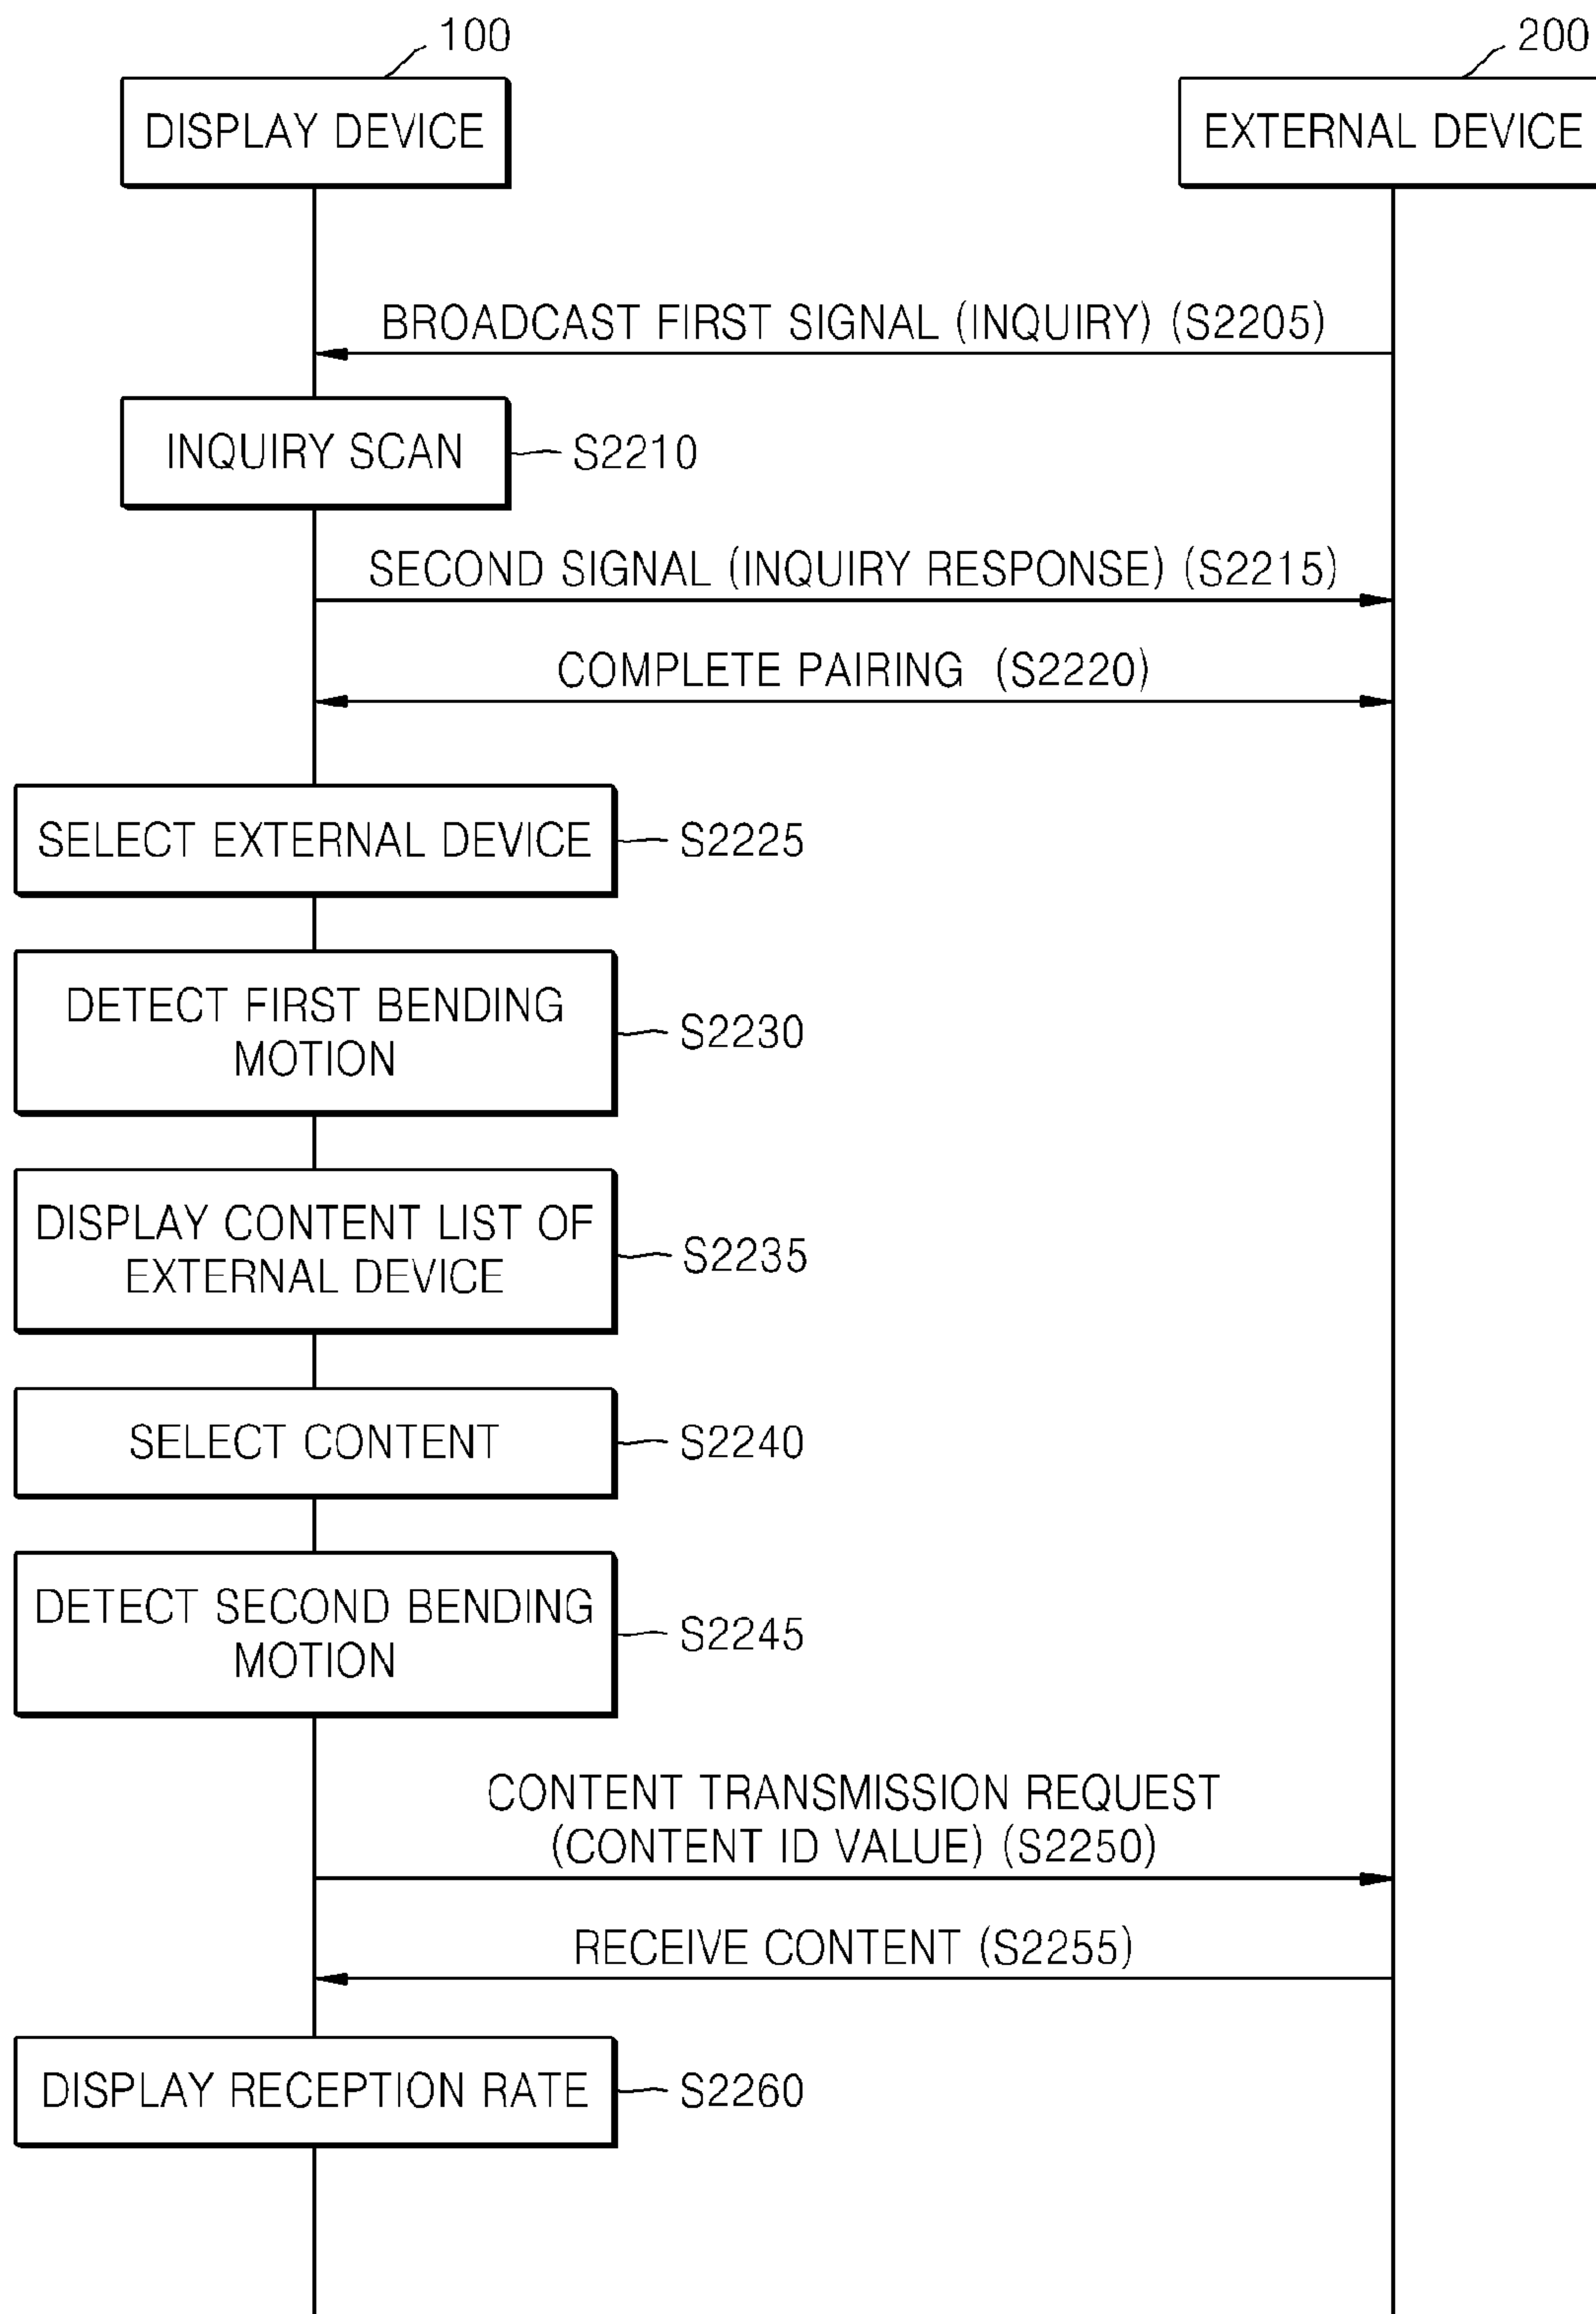 100
200
DISPLAY DEVICE
EXTERNAL DEVICE
BROADCAST FIRST SIGNAL (INQUIRY) (S2205)
INQUIRY SCAN
S2210
SECOND SIGNAL (INQUIRY RESPONSE) (S2215)
COMPLETE PAIRING (S2220)
SELECT EXTERNAL DEVICE
S2225
DETECT FIRST BENDING
MOTION
S2230
DISPLAY CONTENT LIST OF
EXTERNAL DEVICE
S2235
SELECT CONTENT
S2240
DETECT SECOND BENDING
MOTION
S2245
CONTENT TRANSMISSION REQUEST
(CONTENT ID VALUE) (S2250)
RECEIVE CONTENT (S2255)
DISPLAY RECEPTION RATE
S2260